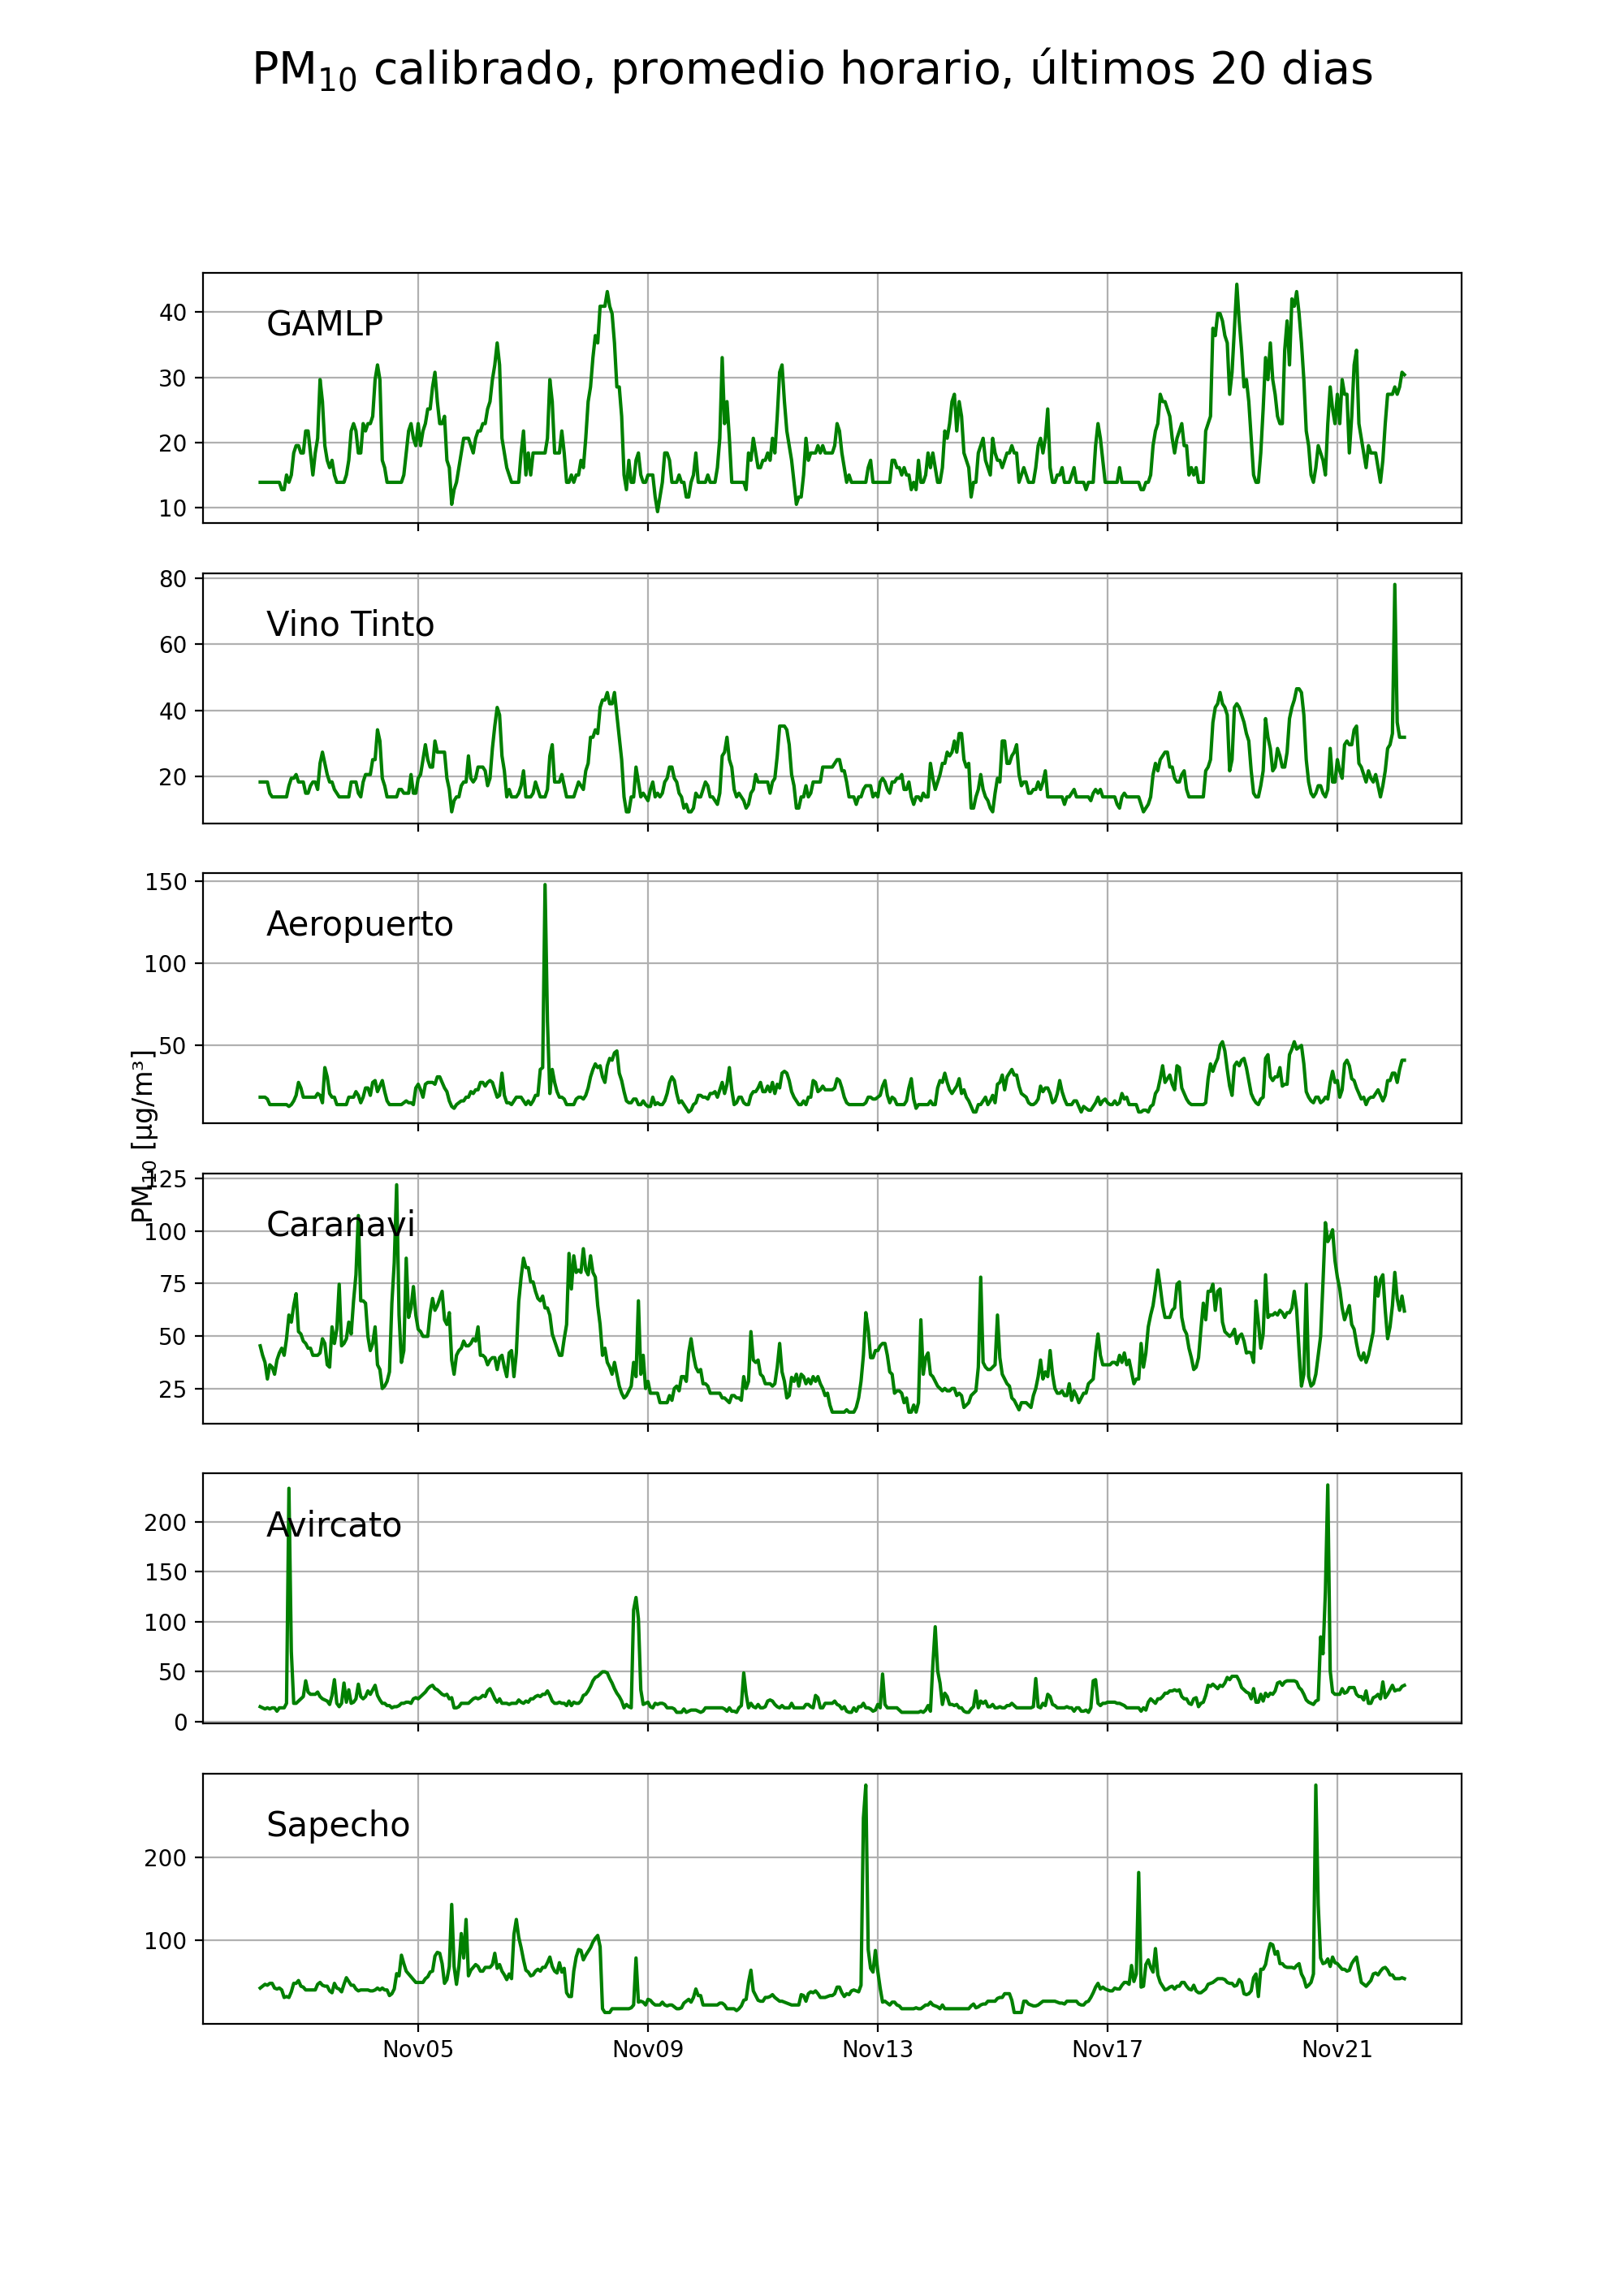 PM₁₀ calibrado, promedio horario, últimos 20 dias
40
30
20
10
GAMLP
80
60
40
20
Vino Tinto
150
100
50
Aeropuerto
PM₁₀ [µg/m³]
125
100
75
50
25
Caranavi
200
150
100
50
0
Avircato
200
100
Sapecho
Nov05 Nov09 Nov13 Nov17 Nov21